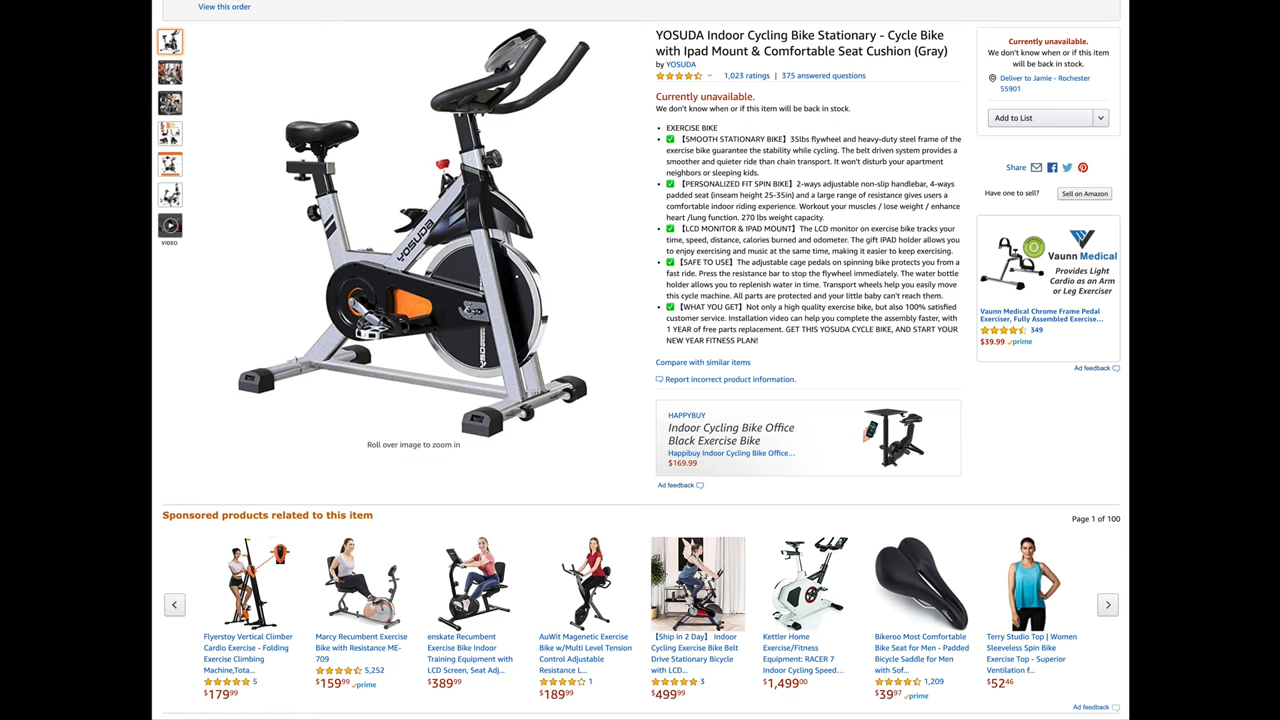 View this order
YOSUDA Indoor Cycling Bike Stationary - Cycle Bike
with Ipad Mount & Comfortable Seat Cushion (Gray)
by YOSUDA
1,023 ratings | 375 answered questions
Currently unavailable.
We don't know when or if this item will be back in stock.
• EXERCISE BIKE
• ✅ 【SMOOTH STATIONARY BIKE】35lbs flywheel and heavy-duty steel frame of the
exercise bike guarantee the stability while cycling. The belt driven system provides a
smoother and quieter ride than chain transport. It won't disturb your apartment
neighbors or sleeping kids.
• ✅ 【PERSONALIZED FIT SPIN BIKE】2-ways adjustable non-slip handlebar, 4-ways
padded seat (inseam height 25-35in) and a large range of resistance gives users a
comfortable indoor riding experience. Workout your muscles / lose weight / enhance
heart /lung function. 270 lbs weight capacity.
• ✅ 【LCD MONITOR & IPAD MOUNT】The LCD monitor on exercise bike tracks your
time, speed, distance, calories burned and odometer. The gift IPAD holder allows you
to enjoy exercising and music at the same time, making it easier to keep exercising.
• ✅ 【SAFE TO USE】The adjustable cage pedals on spinning bike protects you from a
fast ride. Press the resistance bar to stop the flywheel immediately. The water bottle
holder allows you to replenish water in time. Transport wheels help you easily move
this cycle machine. All parts are protected and your little baby can't reach them.
• ✅ 【WHAT YOU GET】Not only a high quality exercise bike, but also 100% satisfied
customer service. Installation video can help you complete the assembly faster, with
1 YEAR of free parts replacement. GET THIS YOSUDA CYCLE BIKE, AND START YOUR
NEW YEAR FITNESS PLAN!
Compare with similar items
Report incorrect product information.
HAPPYBUY
Indoor Cycling Bike Office
Black Exercise Bike
Happibuy Indoor Cycling Bike Office...
$169.99
Ad feedback
Currently unavailable.
We don't know when or if this item
will be back in stock.
Deliver to Jamie - Rochester
55901
Add to List
Share
Have one to sell?
Sell on Amazon
Vaunn Medical
Provides Light
Cardio as an Arm
or Leg Exerciser
Vaunn Medical Chrome Frame Pedal
Exerciser, Fully Assembled Exercise...
349
$39.99 prime
Ad feedback
VIDEO
YOSUDA
YOSUDA
Roll over image to zoom in
Sponsored products related to this item
Page 1 of 100
Flyerstoy Vertical Climber
Cardio Exercise - Folding
Exercise Climbing
Machine,Tota...
5
$179⁹⁹
Marcy Recumbent Exercise
Bike with Resistance ME-
709
5,252
$159⁹⁹ prime
enskate Recumbent
Exercise Bike Indoor
Training Equipment with
LCD Screen, Seat Adj...
$389⁹⁹
AuWit Magenetic Exercise
Bike w/Multi Level Tension
Control Adjustable
Resistance L...
1
$189⁹⁹
【Ship in 2 Day】 Indoor
Cycling Exercise Bike Belt
Drive Stationary Bicycle
with LCD...
3
$499⁹⁹
Kettler Home
Exercise/Fitness
Equipment: RACER 7
Indoor Cycling Speed...
$1,499⁰⁰
Bikeroo Most Comfortable
Bike Seat for Men - Padded
Bicycle Saddle for Men
with Sof...
1,209
$39⁹⁷ prime
Terry Studio Top | Women
Sleeveless Spin Bike
Exercise Top - Superior
Ventilation f...
$52⁴⁶
Ad feedback